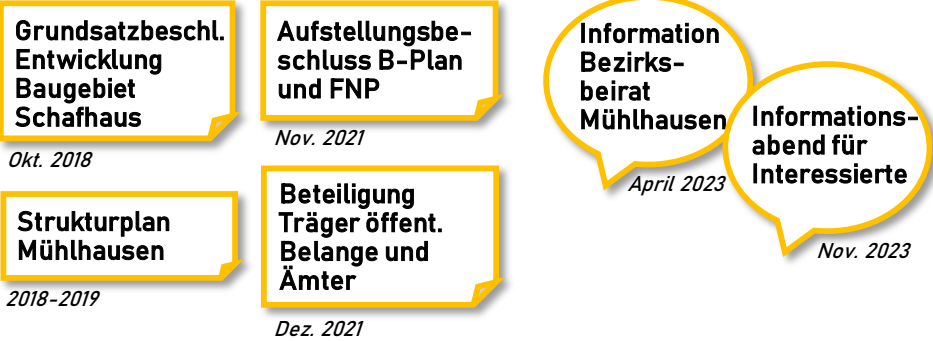 Grundsatzbeschl.
Entwicklung
Baugebiet
Schafhaus
Okt. 2018
Strukturplan
Mühlhausen
2018-2019
Aufstellungsbe-
schluss B-Plan
und FNP
Nov. 2021
Beteiligung
Träger öffent.
Belange und
Ämter
Dez. 2021
Information
Bezirks-
beirat
Mühlhausen
April 2023
Informations-
abend für
Interessierte
Nov. 2023